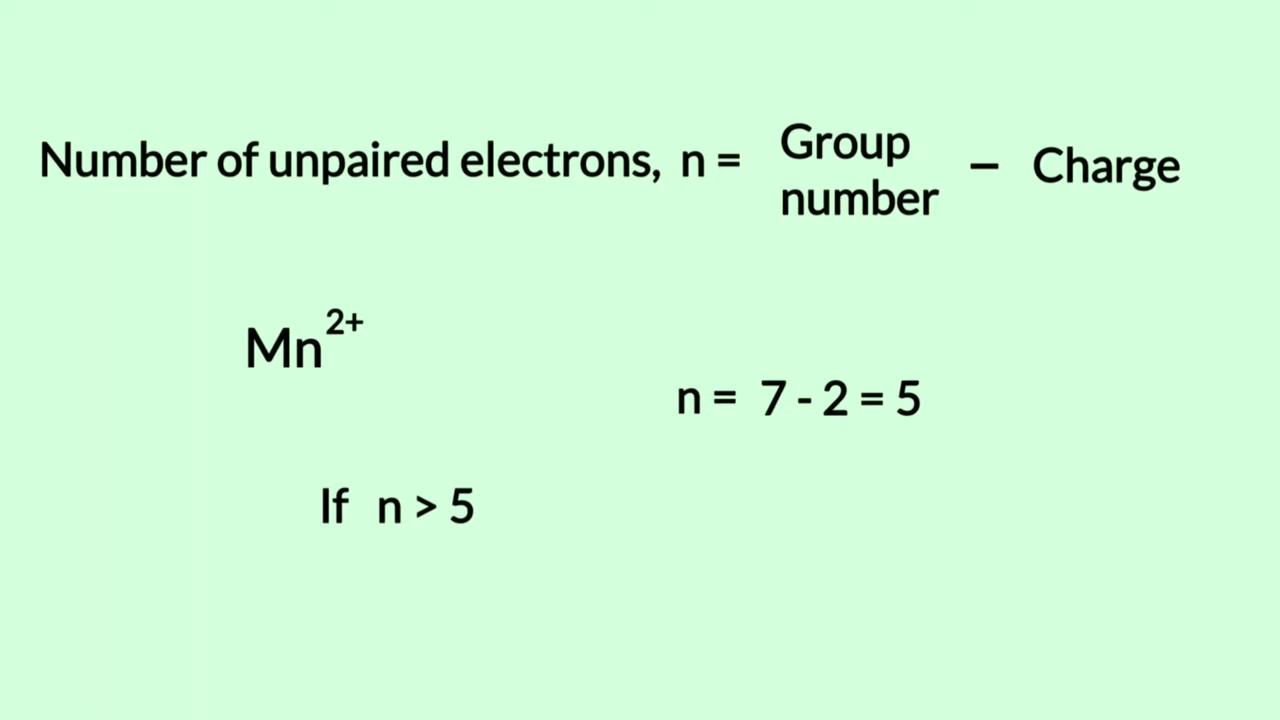 Number of unpaired electrons, n = Group number – Charge
Mn²⁺
n = 7 - 2 = 5
If n > 5